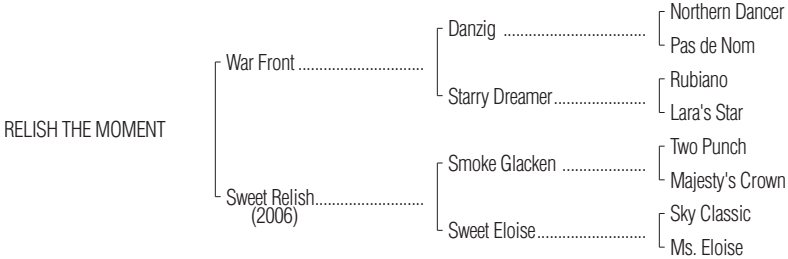 Northern Dancer
Danzig ..................................
Pas de Nom
War Front ..............................
Rubiano
Starry Dreamer......................
Lara's Star
RELISH THE MOMENT
Two Punch
Smoke Glacken ....................
Majesty's Crown
Sweet Relish..........................
(2006)
Sky Classic
Sweet Eloise..........................
Ms. Eloise